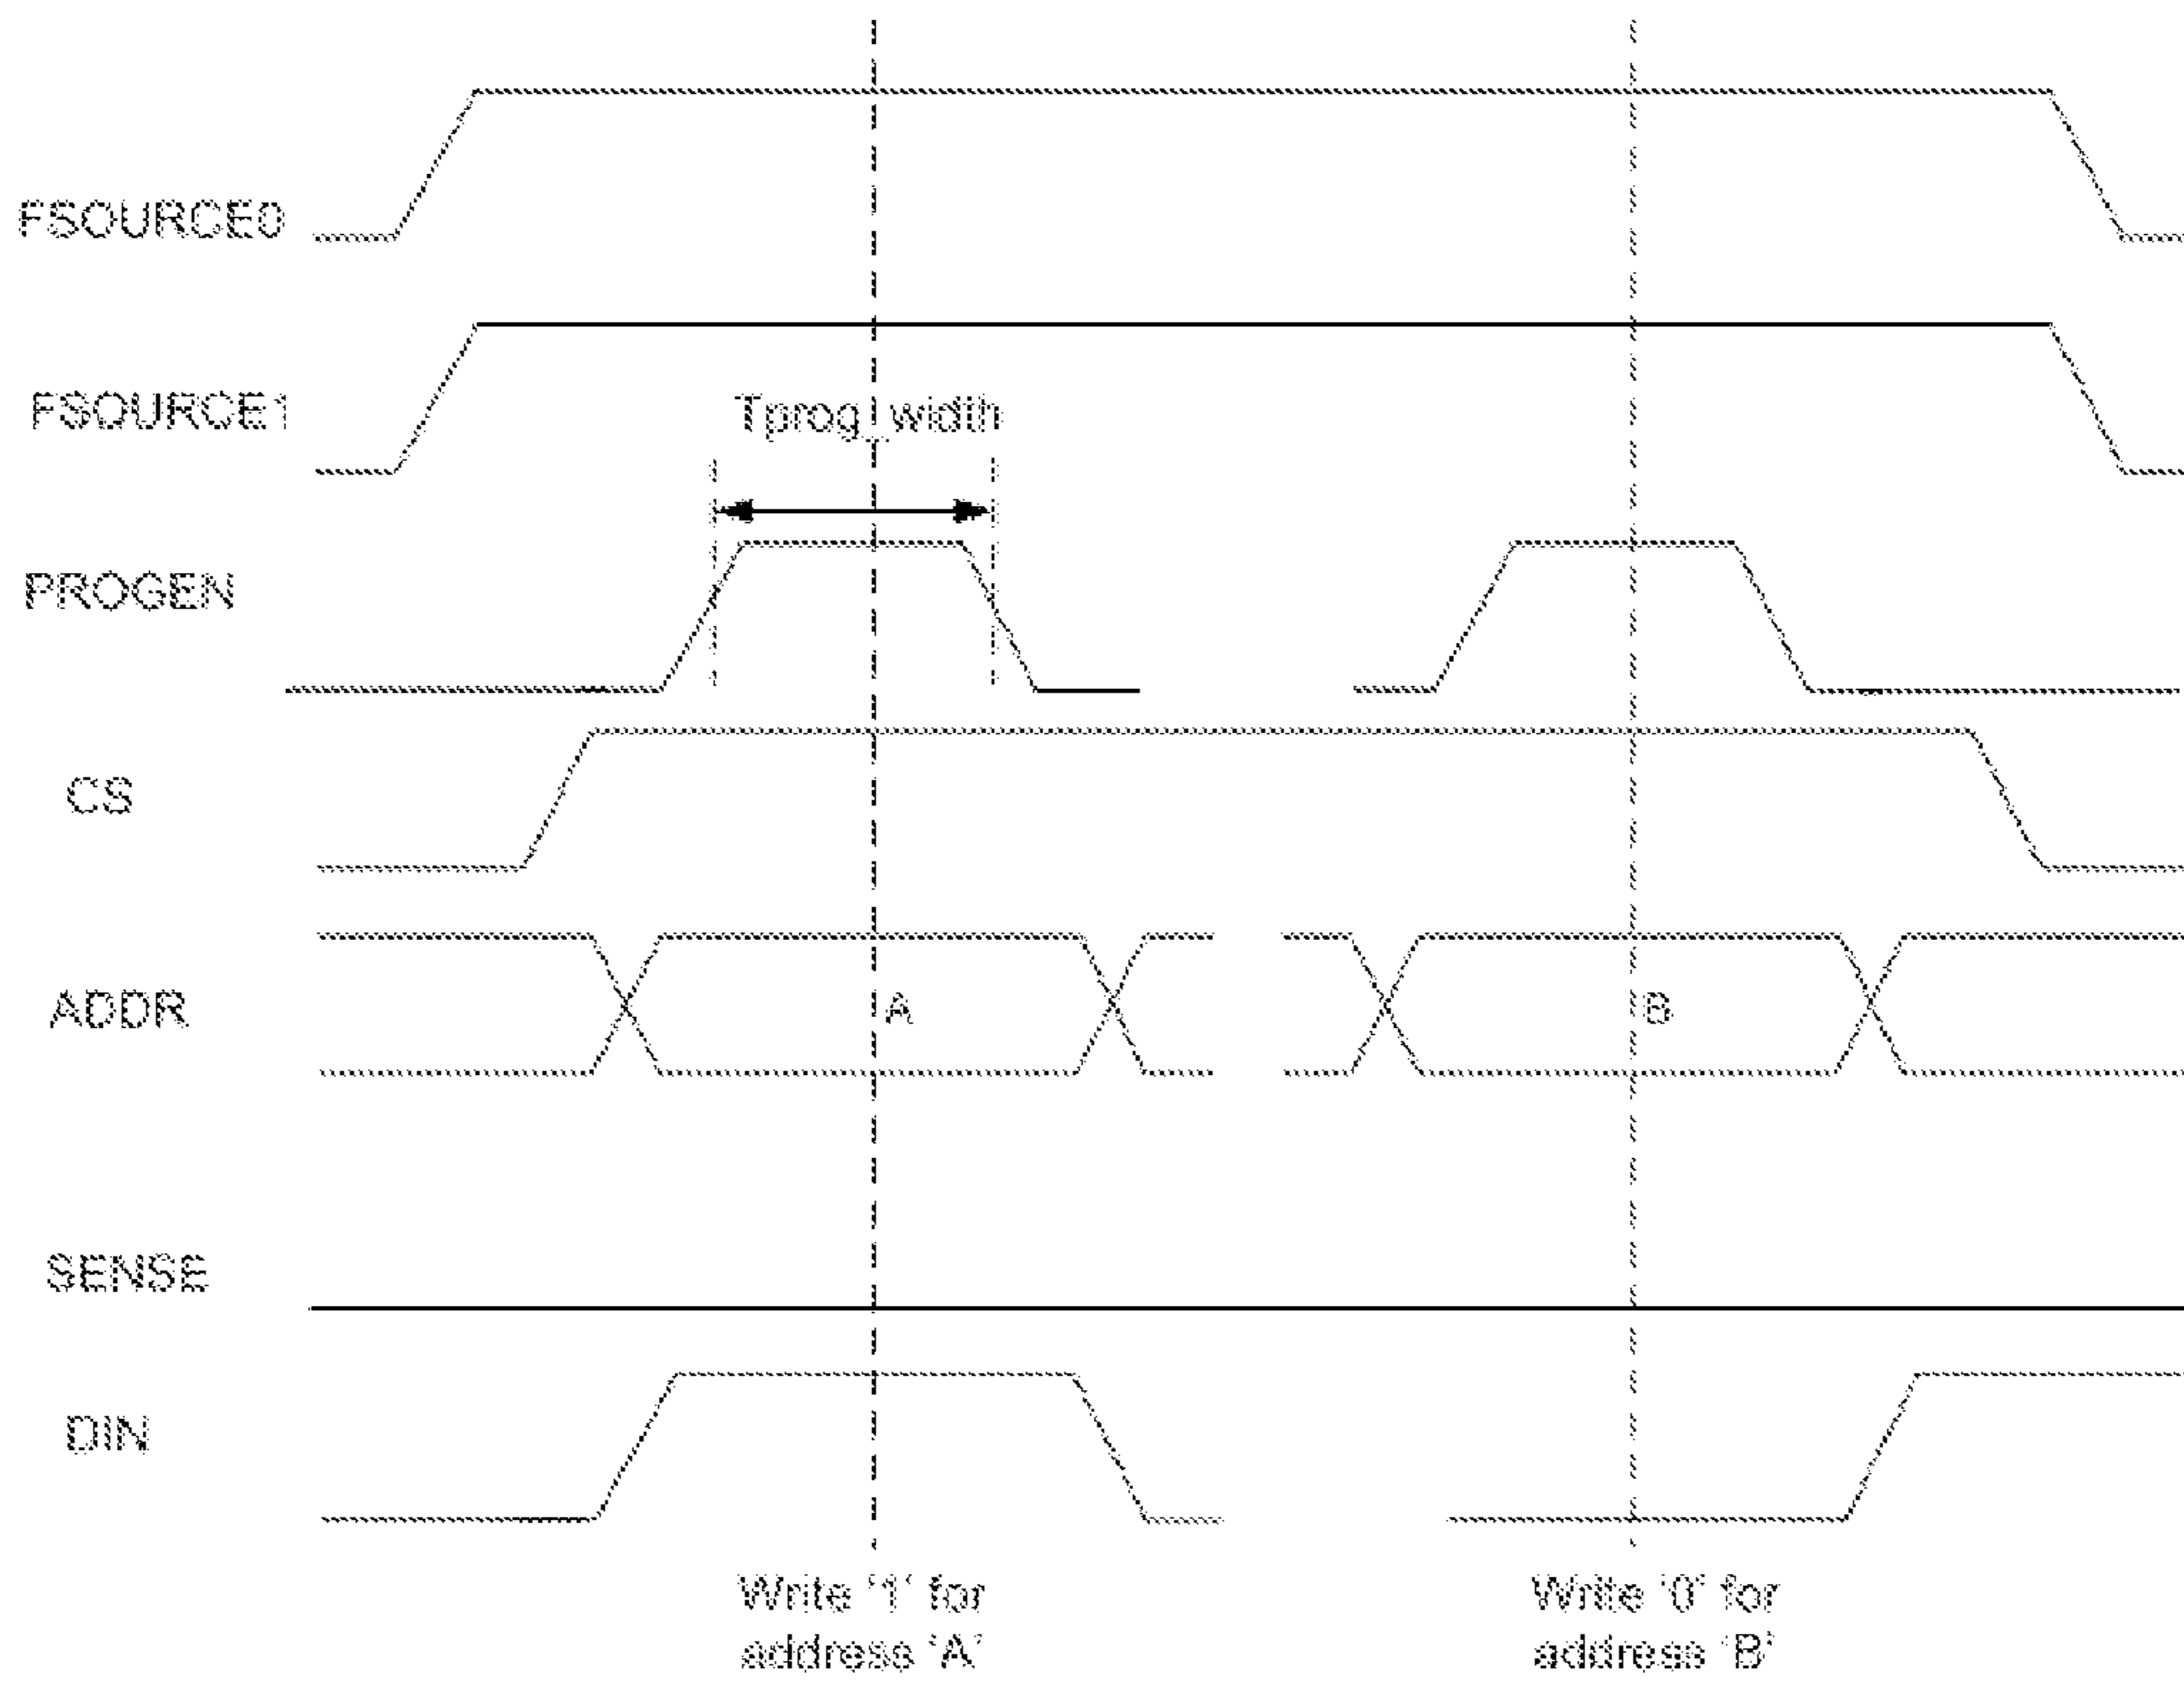 FSOURCE0
FSOURCE1
Tprog_width
PROGEN
CS
ADDR
A
B
SENSE
DIN
Write '1' for
address 'A'
Write '0' for
address 'B'